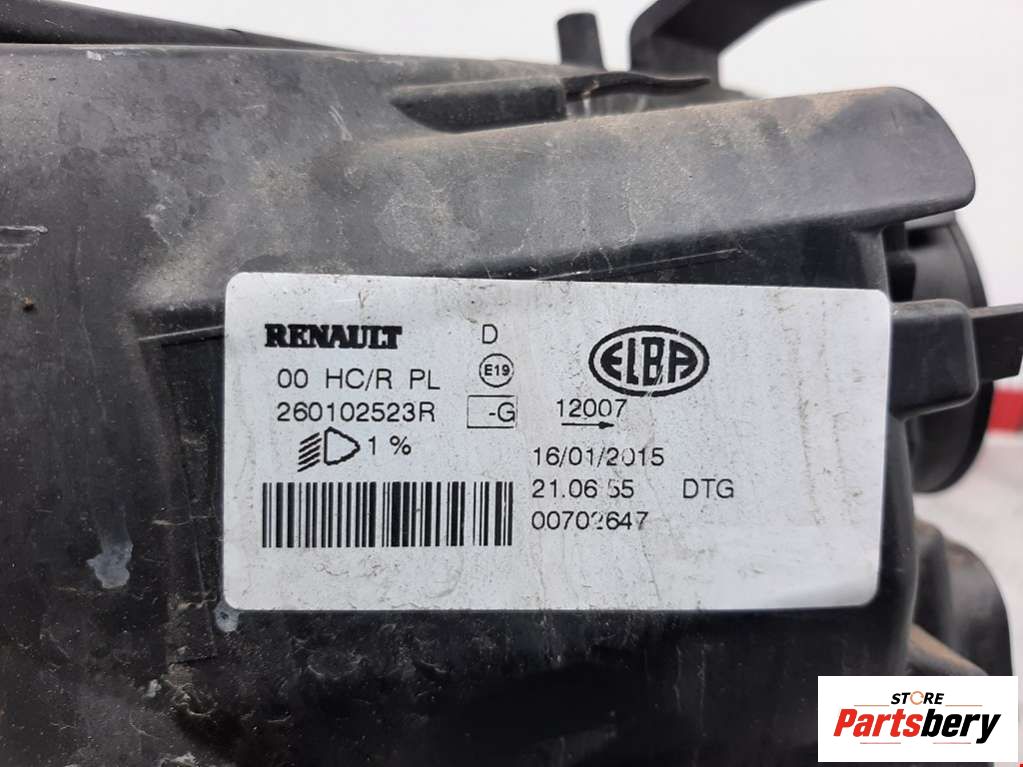 RENAULT D
00 HC/R PL E19 ELBA
260102523R -G 12007
1 %
16/01/2015
21.06 55 DTG
00702647
STORE
Partsbery